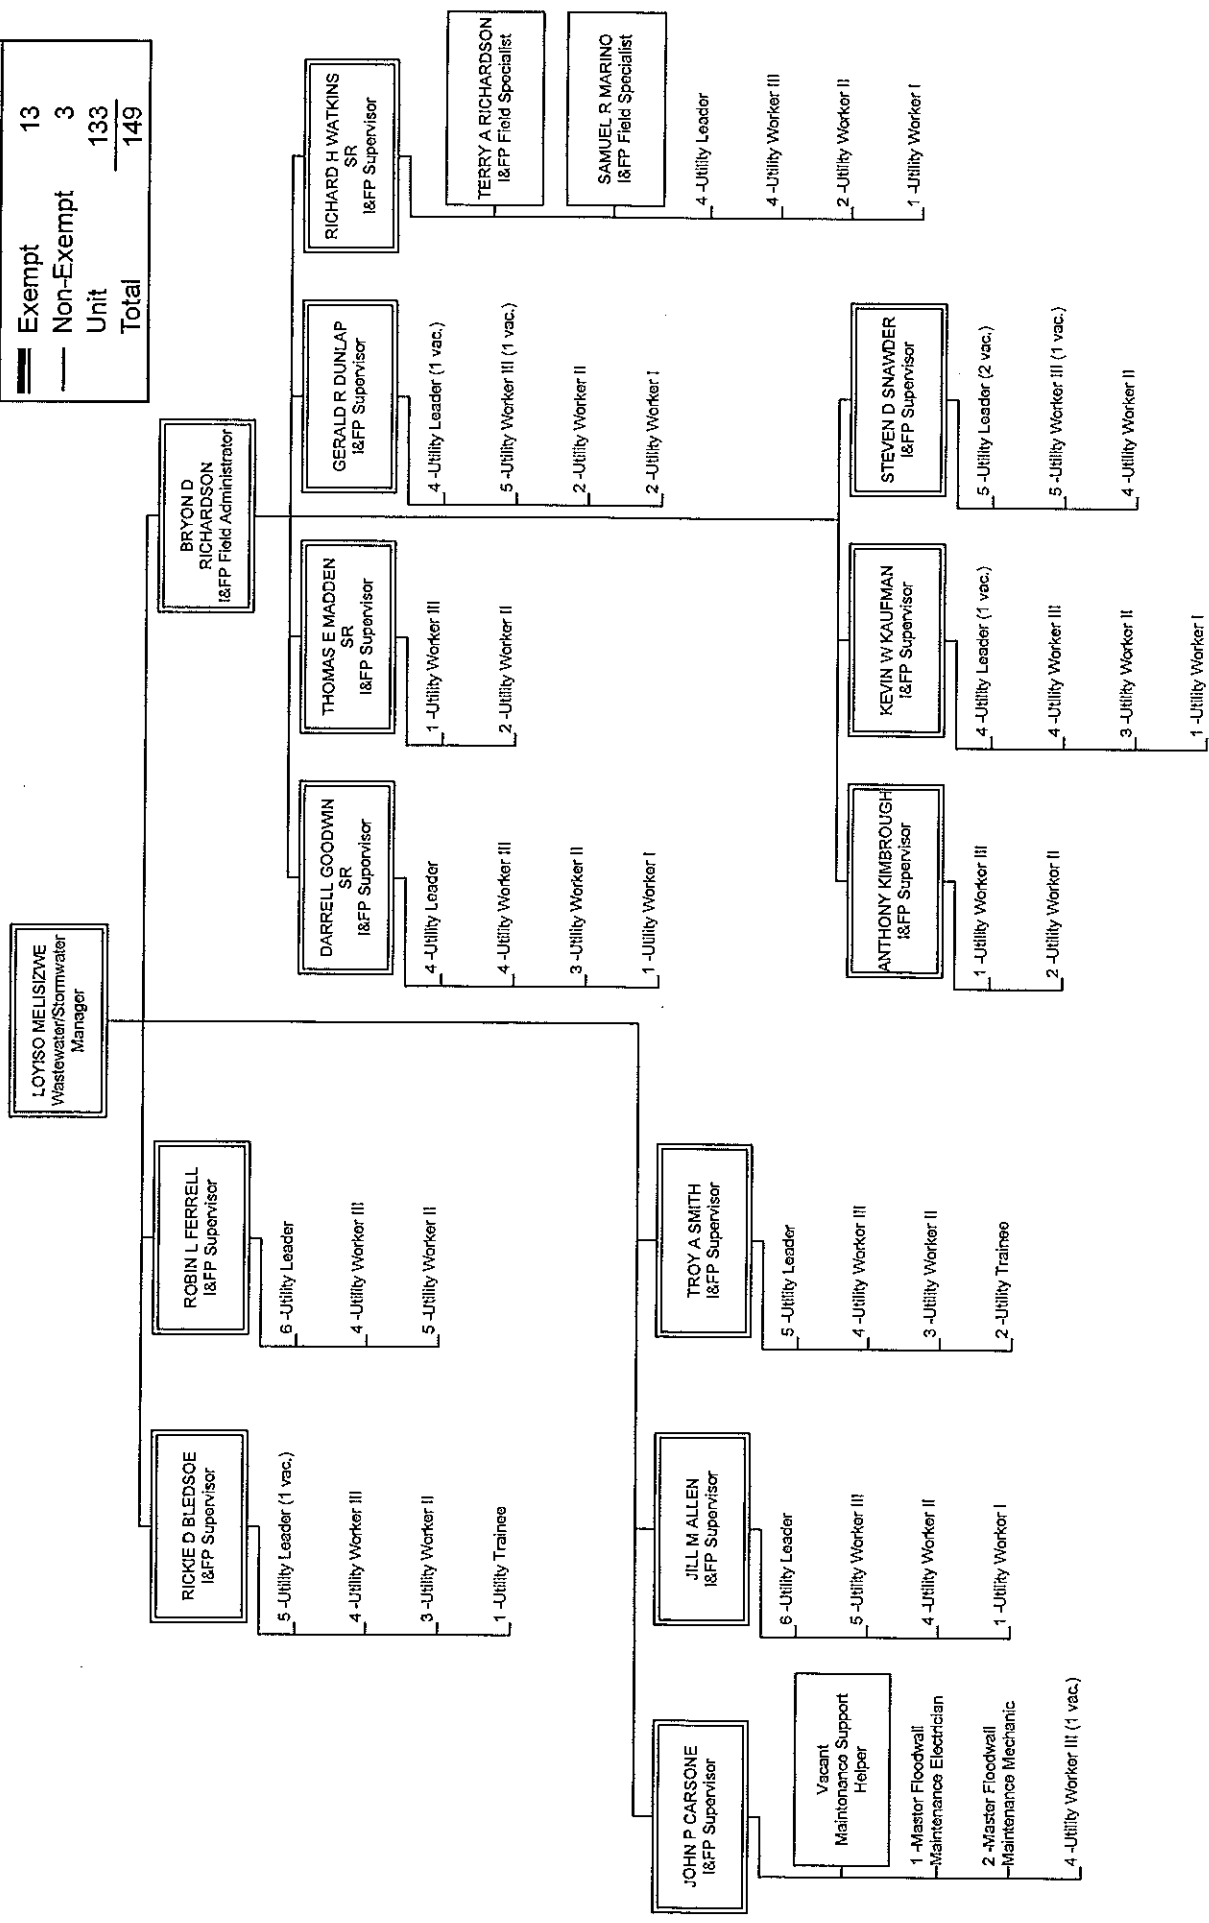 Exempt 13
Non-Exempt 3
Unit 133
Total 149
LOYISO MELISIZWE
Wastewater/Stormwater
Manager
RICKIE D BLEDSOE
I&FP Supervisor
5 -Utility Leader (1 vac.)
4 -Utility Worker III
3 -Utility Worker II
1 -Utility Trainee
ROBIN L FERRELL
I&FP Supervisor
6 -Utility Leader
4 -Utility Worker III
5 -Utility Worker II
BRYON D
RICHARDSON
I&FP Field Administrator
DARRELL GOODWIN
SR
I&FP Supervisor
4 -Utility Leader
4 -Utility Worker III
3 -Utility Worker II
1 -Utility Worker I
THOMAS E MADDEN
SR
I&FP Supervisor
1 -Utility Worker III
2 -Utility Worker II
GERALD R DUNLAP
I&FP Supervisor
4 -Utility Leader (1 vac.)
5 -Utility Worker III (1 vac.)
2 -Utility Worker II
2 -Utility Worker I
RICHARD H WATKINS
SR
I&FP Supervisor
TERRY A RICHARDSON
I&FP Field Specialist
SAMUEL R MARINO
I&FP Field Specialist
4 -Utility Leader
4 -Utility Worker III
2 -Utility Worker II
1 -Utility Worker I
JOHN P CARSONE
I&FP Supervisor
Vacant
Maintenance Support
Helper
1 -Master Floodwall
Maintenance Electrician
2 -Master Floodwall
Maintenance Mechanic
4 -Utility Worker III (1 vac.)
JILL M ALLEN
I&FP Supervisor
6 -Utility Leader
5 -Utility Worker III
4 -Utility Worker II
1 -Utility Worker I
TROY A SMITH
I&FP Supervisor
5 -Utility Leader
4 -Utility Worker III
3 -Utility Worker II
2 -Utility Trainee
ANTHONY KIMBROUGH
I&FP Supervisor
1 -Utility Worker III
2 -Utility Worker II
KEVIN W KAUFMAN
I&FP Supervisor
4 -Utility Leader (1 vac.)
4 -Utility Worker III
3 -Utility Worker II
1 -Utility Worker I
STEVEN D SNAWDER
I&FP Supervisor
5 -Utility Leader (2 vac.)
5 -Utility Worker III (1 vac.)
4 -Utility Worker II